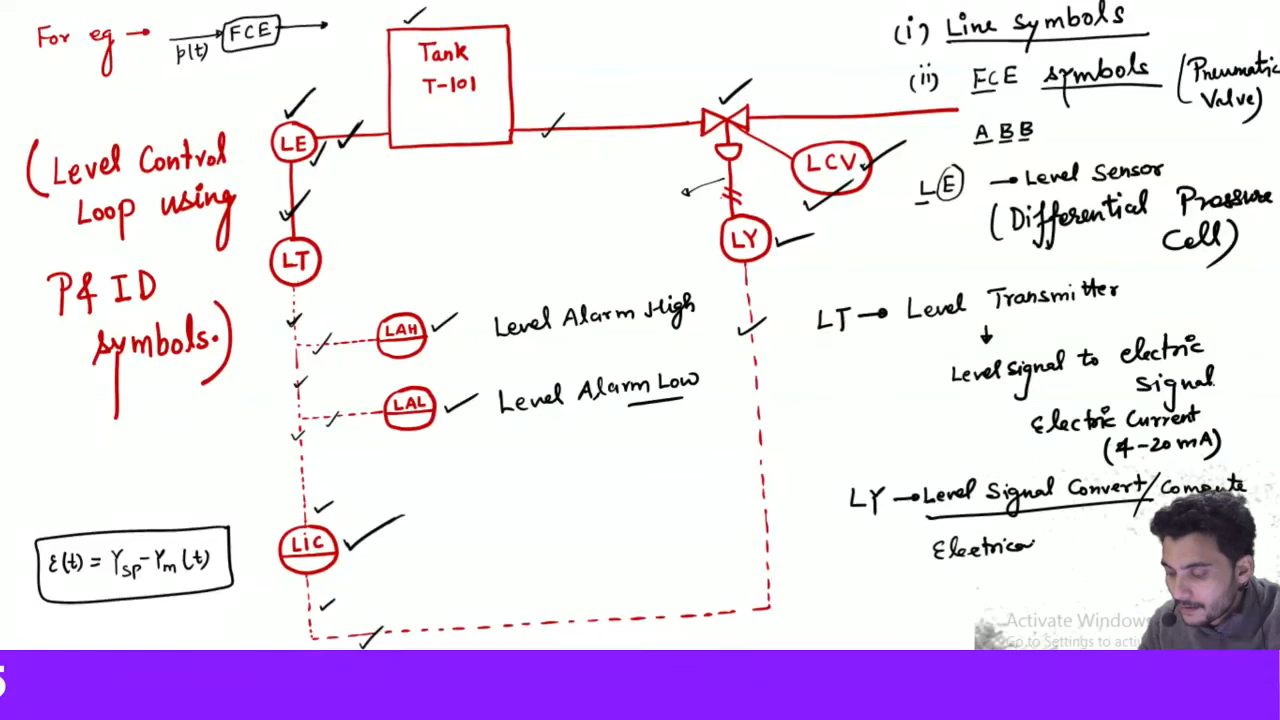 For eg →
p(t)
FCE
Tank
T-101
(Level Control
Loop using
P& ID
symbols.)
LE
LT
LAH
Level Alarm High
LAL
Level Alarm Low
LiC
ε(t) = Ysp - Ym(t)
LCV
LY
(i) Line symbols
(ii) FCE symbols (Pneumatic
Valve)
A B B
LE → Level Sensor
(Differential Pressure
Cell)
LT → Level Transmitter
↓
Level signal to electric
signal.
Electric Current
(4-20 mA)
LY → Level Signal Convert/
Electrica
Activate Windows
Go to Settings to acti
5